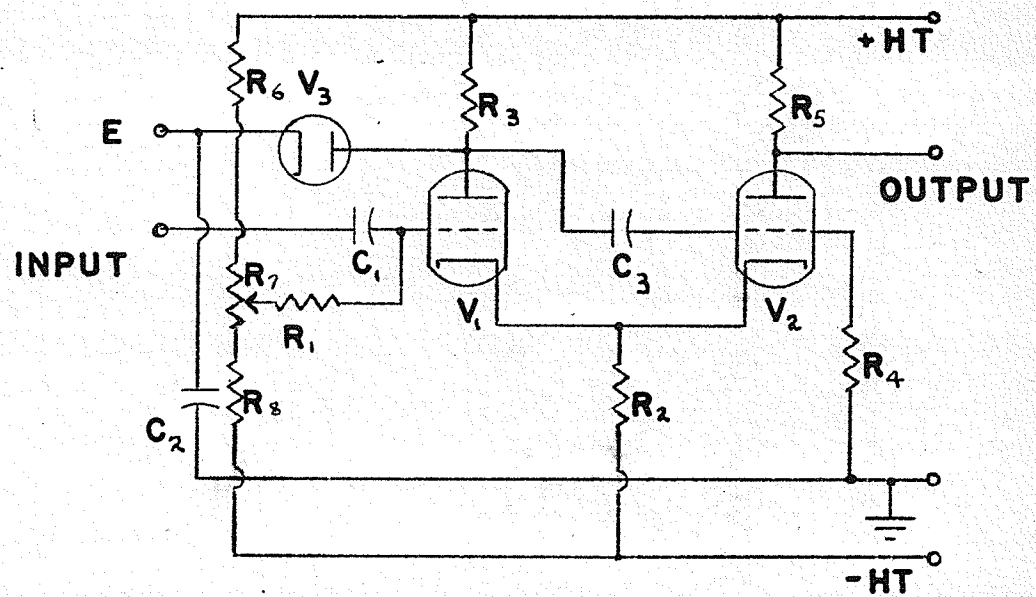 +HT
R6
V3
R3
R5
E
OUTPUT
INPUT
C1
R7
C3
V1
V2
R1
R4
R8
R2
C2
-HT